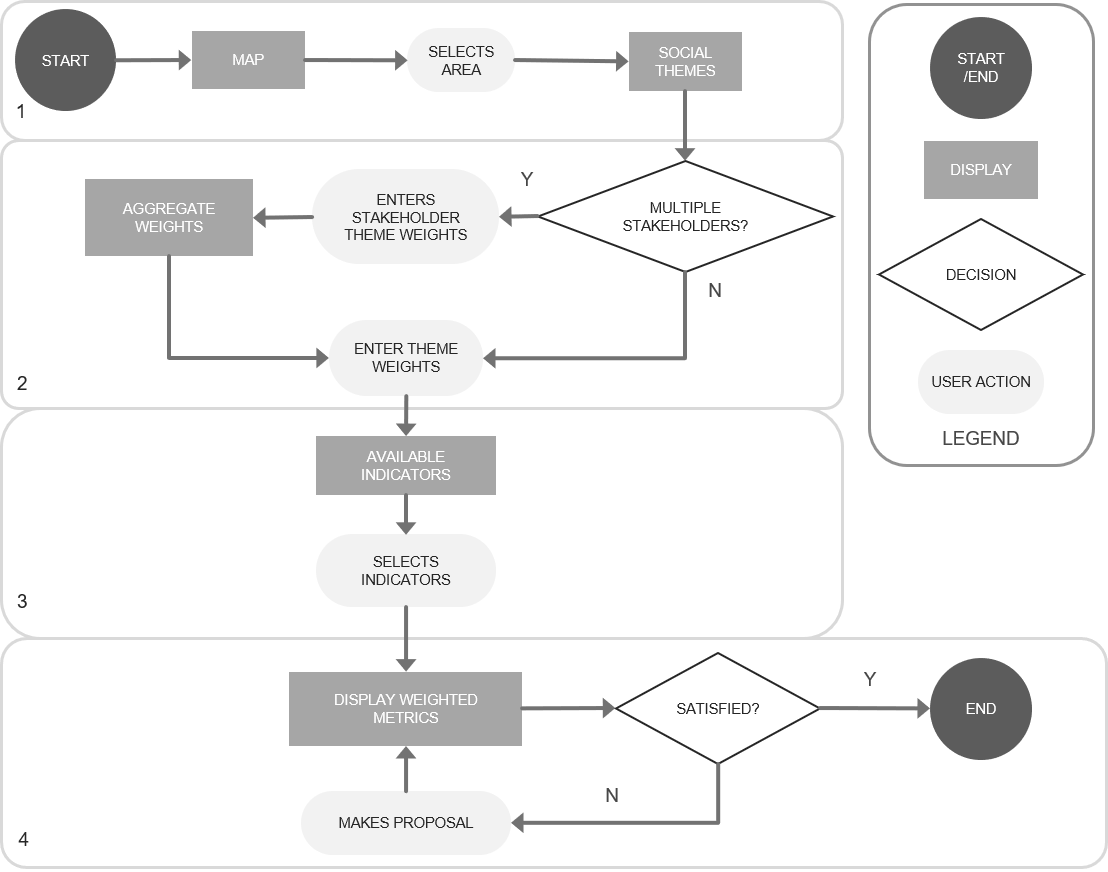 START
MAP
SELECTS
AREA
SOCIAL
THEMES
1
AGGREGATE
WEIGHTS
ENTERS
STAKEHOLDER
THEME WEIGHTS
Y
MULTIPLE
STAKEHOLDERS?
N
ENTER THEME
WEIGHTS
2
AVAILABLE
INDICATORS
SELECTS
INDICATORS
3
DISPLAY WEIGHTED
METRICS
SATISFIED?
Y
END
N
MAKES PROPOSAL
4
START
/END
DISPLAY
DECISION
USER ACTION
LEGEND